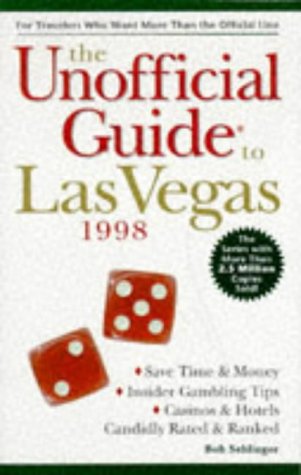 For Travelers Who Want More Than the Official Line
the
Unofficial
Guide®
to
Las Vegas
1998
The
Series with
More Than
2.5 Million
Copies
Sold!
♦ Save Time & Money
♦ Insider Gambling Tips
♦ Casinos & Hotels
Candidly Rated & Ranked
Bob Sehlinger